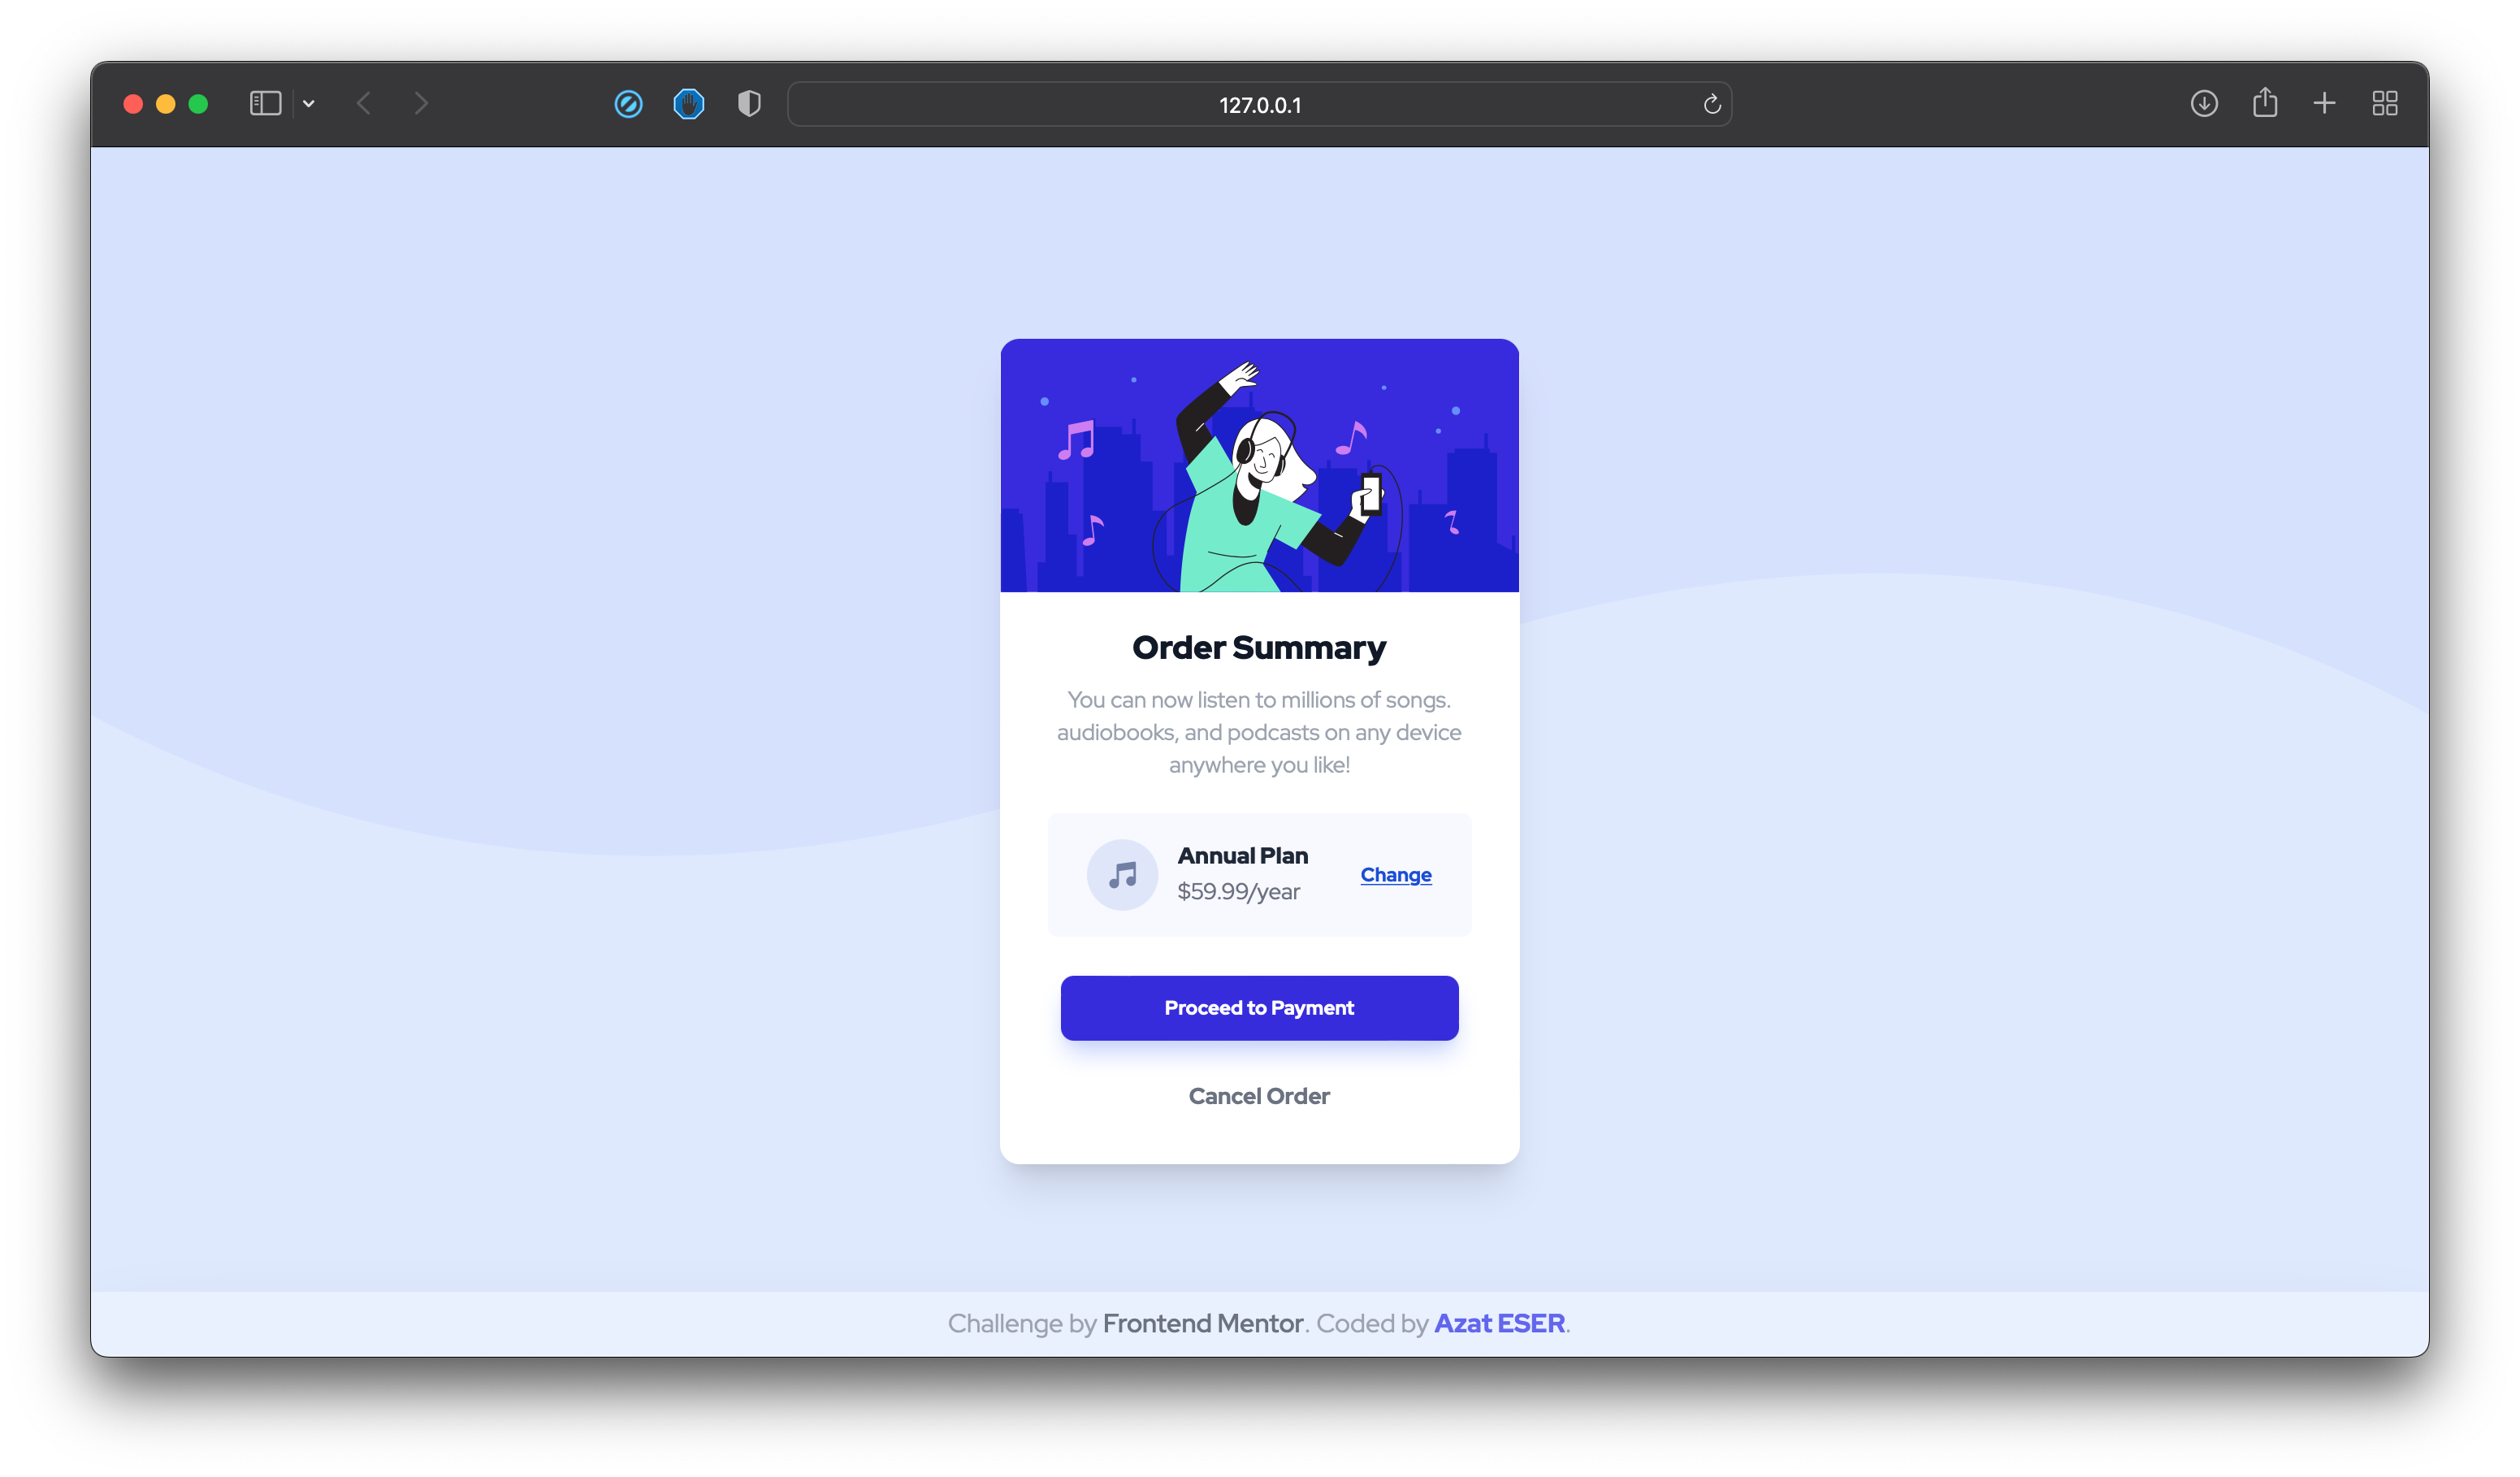 127.0.0.1
Order Summary
You can now listen to millions of songs.
audiobooks, and podcasts on any device
anywhere you like!
Annual Plan
$59.99/year
Change
Proceed to Payment
Cancel Order
Challenge by Frontend Mentor. Coded by Azat ESER.